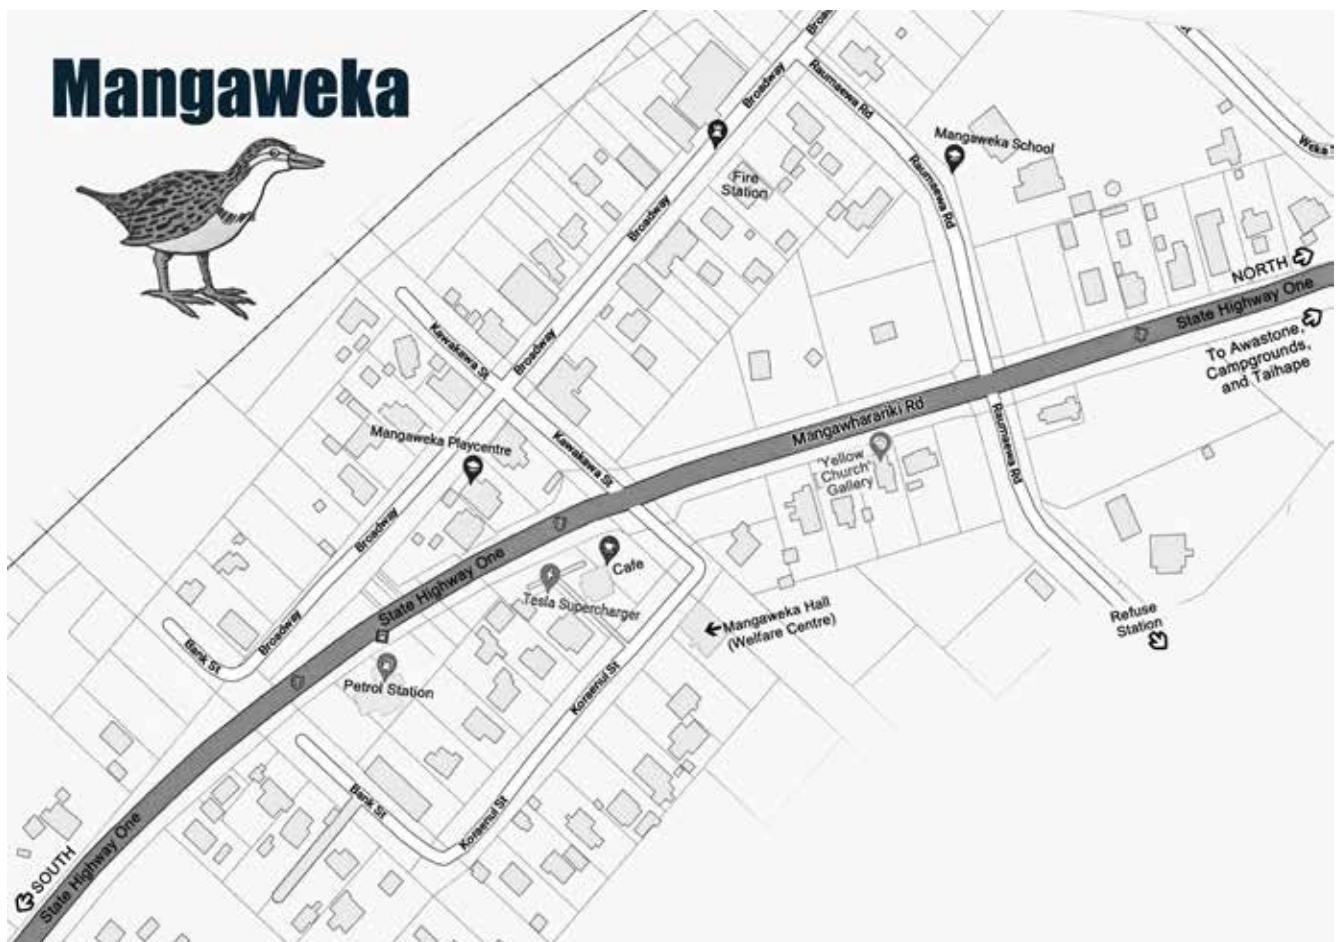 Mangaweka
Broadway
Broadway
Raumaewa Rd
Mangaweka School
Raumaewa Rd
Weka
Fire
Station
Broadway
NORTH
State Highway One
To Awastone,
Campgrounds,
and Taihape
Kawakawa St
Broadway
Mangawharariki Rd
Raumaewa Rd
Mangaweka Playcentre
Kawakawa St
'Yellow
Church'
Gallery
Broadway
State Highway One
Cafe
Tesla Supercharger
Mangaweka Hall
(Welfare Centre)
Refuse
Station
Bank St
Broadway
Petrol Station
Koraenui St
Bank St
Koraenui St
SOUTH
State Highway One